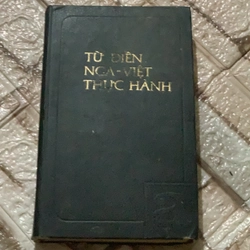 TỪ ĐIỂN
NGA-VIỆT
THỰC HÀNH